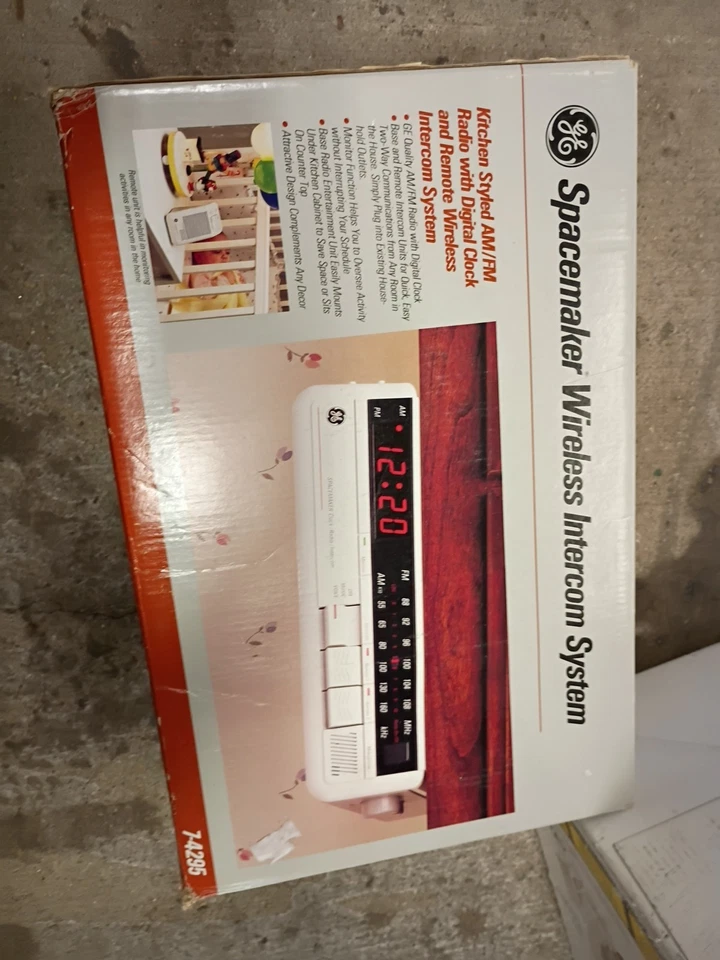 GE
Spacemaker Wireless Intercom System
Kitchen Styled AM/FM
Radio with Digital Clock
and Remote Wireless
Intercom System
• GE Quality AM/FM Radio with Digital Clock
• Base and Remote Intercom Units for Quick, Easy
Two-Way Communications from Any Room in
the House. Simply Plug into Existing House-
hold Outlets.
• Monitor Function Helps You to Oversee Activity
without Interrupting Your Schedule
• Base Radio Entertainment Unit Easily Mounts
Under Kitchen Cabinet to Save Space or Sits
On Counter Top
• Attractive Design Complements Any Decor
Remote unit is helpful in monitoring
activities in any room in the home
AM
PM
12:20
FM 88 92 96 100 104 108 MHz
AM 55 65 80 100 130 160 kHz
GE
7-4295